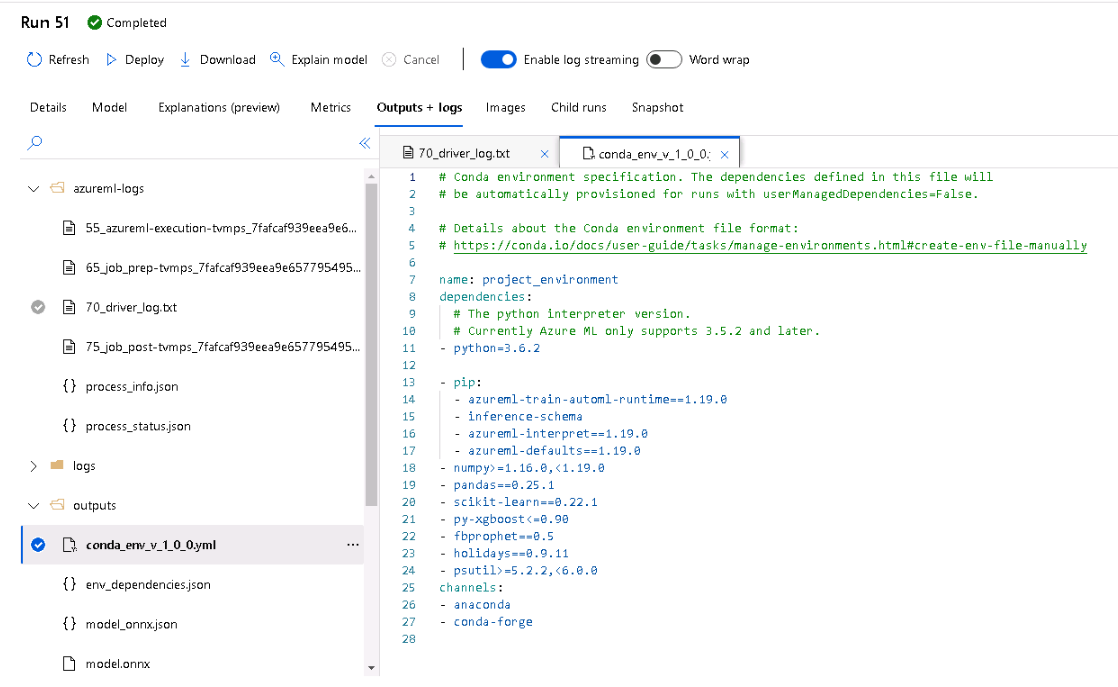 Run 51 Completed
Refresh Deploy Download Explain model Cancel Enable log streaming Word wrap
Details Model Explanations (preview) Metrics Outputs + logs Images Child runs Snapshot
azureml-logs
55_azureml-execution-tvmps_7fafcaf939eea9e6...
65_job_prep-tvmps_7fafcaf939eea9e657795495...
70_driver_log.txt
75_job_post-tvmps_7fafcaf939eea9e657795495...
process_info.json
process_status.json
logs
outputs
conda_env_v_1_0_0.yml ...
env_dependencies.json
model_onnx.json
model.onnx
70_driver_log.txt conda_env_v_1_0_0.
1 # Conda environment specification. The dependencies defined in this file will
2 # be automatically provisioned for runs with userManagedDependencies=False.
3
4 # Details about the Conda environment file format:
5 # https://conda.io/docs/user-guide/tasks/manage-environments.html#create-env-file-manually
6
7 name: project_environment
8 dependencies:
9 # The python interpreter version.
10 # Currently Azure ML only supports 3.5.2 and later.
11 - python=3.6.2
12
13 - pip:
14 - azureml-train-automl-runtime==1.19.0
15 - inference-schema
16 - azureml-interpret==1.19.0
17 - azureml-defaults==1.19.0
18 - numpy>=1.16.0,<1.19.0
19 - pandas==0.25.1
20 - scikit-learn==0.22.1
21 - py-xgboost<=0.90
22 - fbprophet==0.5
23 - holidays==0.9.11
24 - psutil>=5.2.2,<6.0.0
25 channels:
26 - anaconda
27 - conda-forge
28